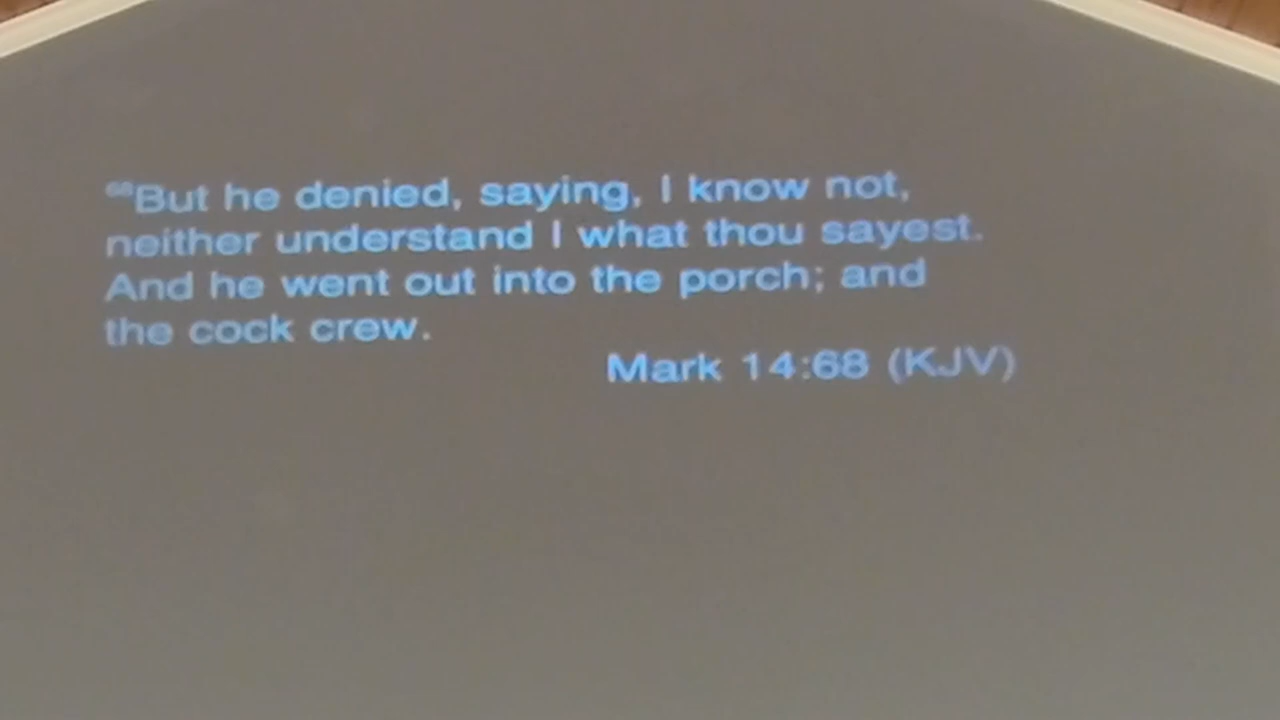 68But he denied, saying, I know not,
neither understand I what thou sayest.
And he went out into the porch; and
the cock crew.
Mark 14:68 (KJV)